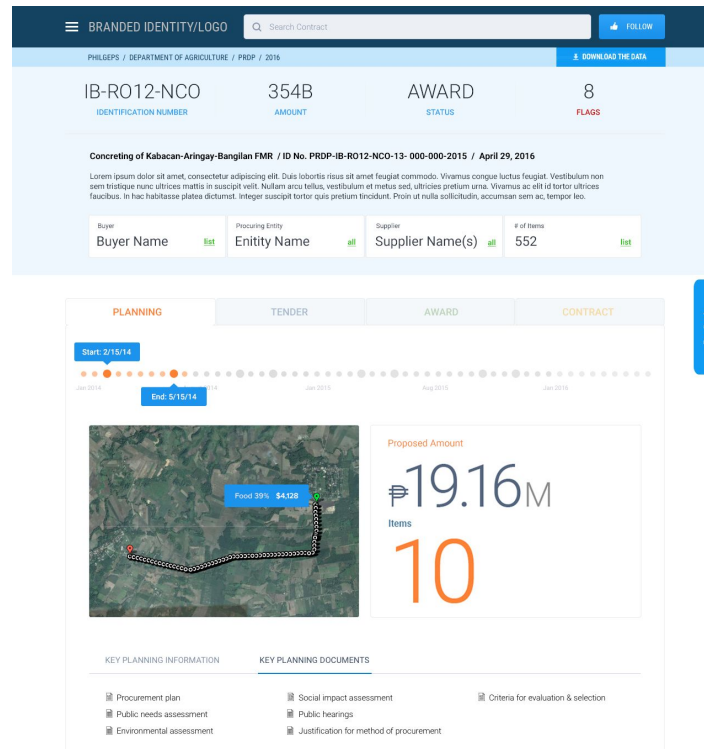 BRANDED IDENTITY/LOGO
Search Contract
FOLLOW
PHILGEPS / DEPARTMENT OF AGRICULTURE / PRDP / 2016
DOWNLOAD THE DATA
IB-RO12-NCO
354B
AWARD
8
IDENTIFICATION NUMBER
AMOUNT
STATUS
FLAGS
Concreting of Kabacan-Aringay-Bangilan FMR / ID No. PRDP-IB-RO12-NCO-13- 000-000-2015 / April 29, 2016
Lorem ipsum dolor sit amet, consectetur adipiscing elit. Duis lobortis risus sit amet feugiat commodo. Vivamus congue luctus feugiat. Vestibulum non
sem tristique nunc ultrices mattis in suscipit velit. Nullam arcu tellus, vestibulum et metus sed, ultricies pretium urna. Vivamus ac elit id tortor ultrices
faucibus. In hac habitasse platea dictumst. Integer suscipit tortor quis pretium tincidunt. Proin ut nulla sollicitudin, accumsan sem ac, tempor leo.
Buyer
Buyer Name
list
Procuring Entity
Enitity Name
all
Supplier
Supplier Name(s)
all
# of Items
552
list
PLANNING
TENDER
AWARD
CONTRACT
Start: 2/15/14
Jan 2014
2014
Jan 2015
Aug 2015
Jan 2016
End: 5/15/14
Food 39% $4,128
Proposed Amount
₱19.16M
Items
10
KEY PLANNING INFORMATION
KEY PLANNING DOCUMENTS
Procurement plan
Public needs assessment
Environmental assessment
Social impact assessment
Public hearings
Justification for method of procurement
Criteria for evaluation & selection